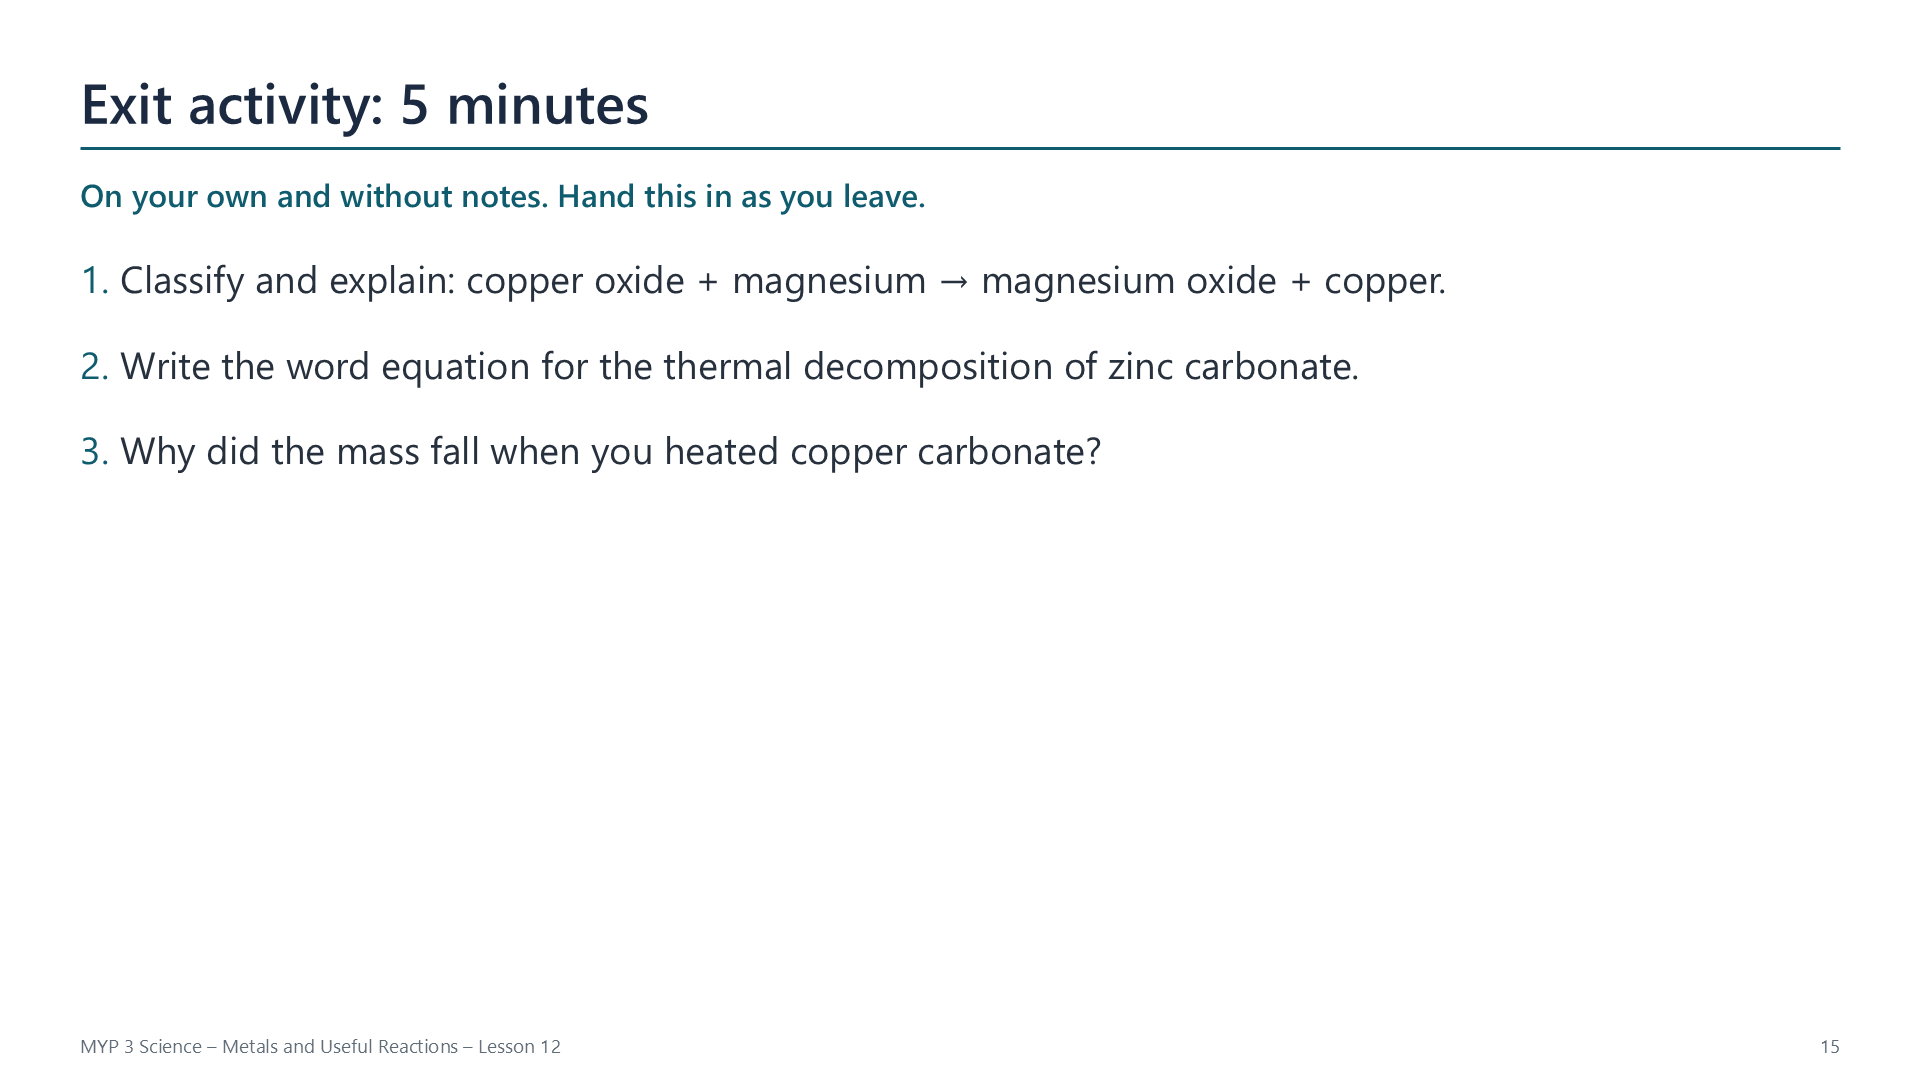 Exit activity: 5 minutes
On your own and without notes. Hand this in as you leave.
1. Classify and explain: copper oxide + magnesium → magnesium oxide + copper.
2. Write the word equation for the thermal decomposition of zinc carbonate.
3. Why did the mass fall when you heated copper carbonate?
MYP 3 Science – Metals and Useful Reactions – Lesson 12
15